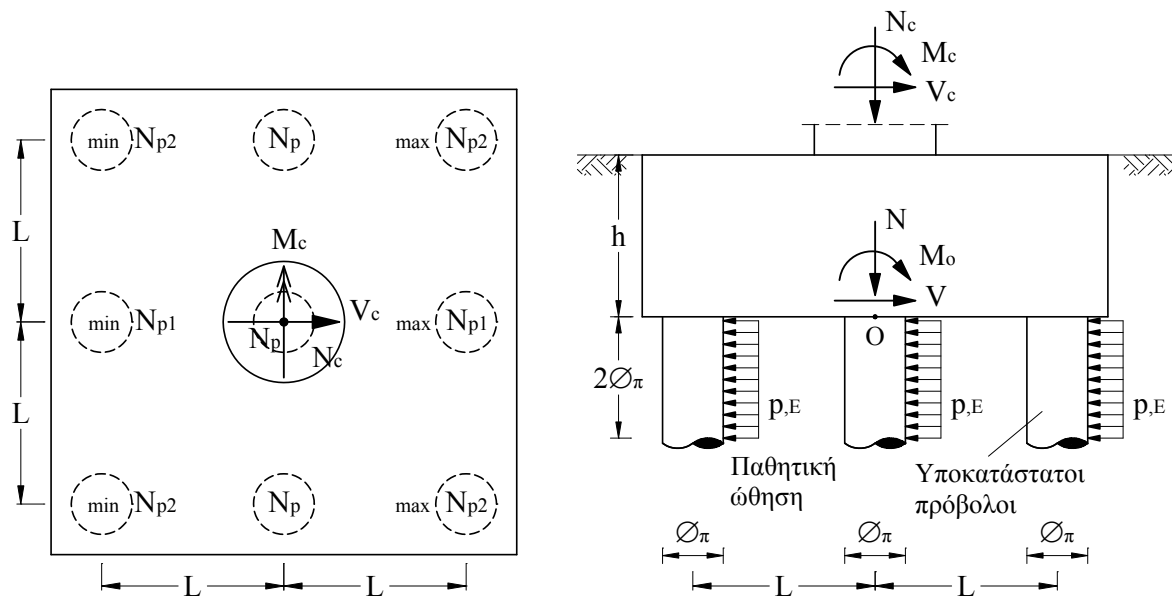 min Np2 Np max Np2
L
Mc
min Np1 Vc max Np1
Np
Nc
L
min Np2 Np max Np2
L L
Nc
Mc
Vc
h
N
Mo
V
O
2∅π
p,E p,E p,E
Παθητική
ώθηση
Υποκατάστατοι
πρόβολοι
∅π ∅π ∅π
L L